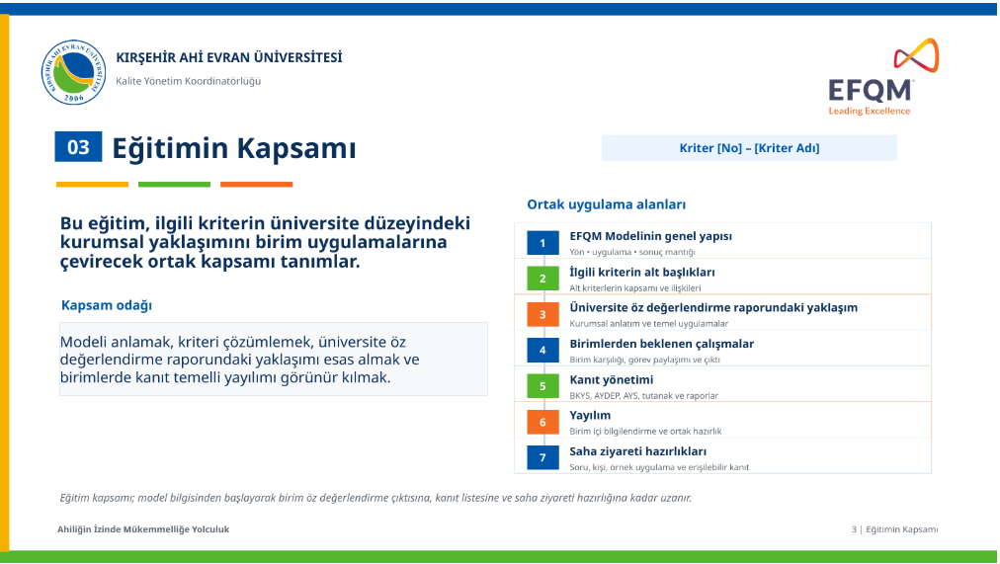 KIRŞEHİR AHİ EVRAN ÜNİVERSİTESİ
Kalite Yönetim Koordinatörlüğü
KIRŞEHİR AHİ EVRAN ÜNİVERSİTESİ
2006
EFQM
Leading Excellence
03 Eğitimin Kapsamı
Kriter [No] – [Kriter Adı]
Bu eğitim, ilgili kriterin üniversite düzeyindeki
kurumsal yaklaşımını birim uygulamalarına
çevirecek ortak kapsamı tanımlar.
Kapsam odağı
Modeli anlamak, kriteri çözümlemek, üniversite öz
değerlendirme raporundaki yaklaşımı esas almak ve
birimlerde kanıt temelli yayılımı görünür kılmak.
Ortak uygulama alanları
1 EFQM Modelinin genel yapısı
Yön • uygulama • sonuç mantığı
2 İlgili kriterin alt başlıkları
Alt kriterlerin kapsamı ve ilişkileri
3 Üniversite öz değerlendirme raporundaki yaklaşım
Kurumsal anlatım ve temel uygulamalar
4 Birimlerden beklenen çalışmalar
Birim karşılığı, görev paylaşımı ve çıktı
5 Kanıt yönetimi
BKYS, AYDEP, AYS, tutanak ve raporlar
6 Yayılım
Birim içi bilgilendirme ve ortak hazırlık
7 Saha ziyareti hazırlıkları
Soru, kişi, örnek uygulama ve erişilebilir kanıt
Eğitim kapsamı; model bilgisinden başlayarak birim öz değerlendirme çıktısına, kanıt listesine ve saha ziyareti hazırlığına kadar uzanır.
Ahiliğin İzinde Mükemmelliğe Yolculuk
3 | Eğitimin Kapsamı